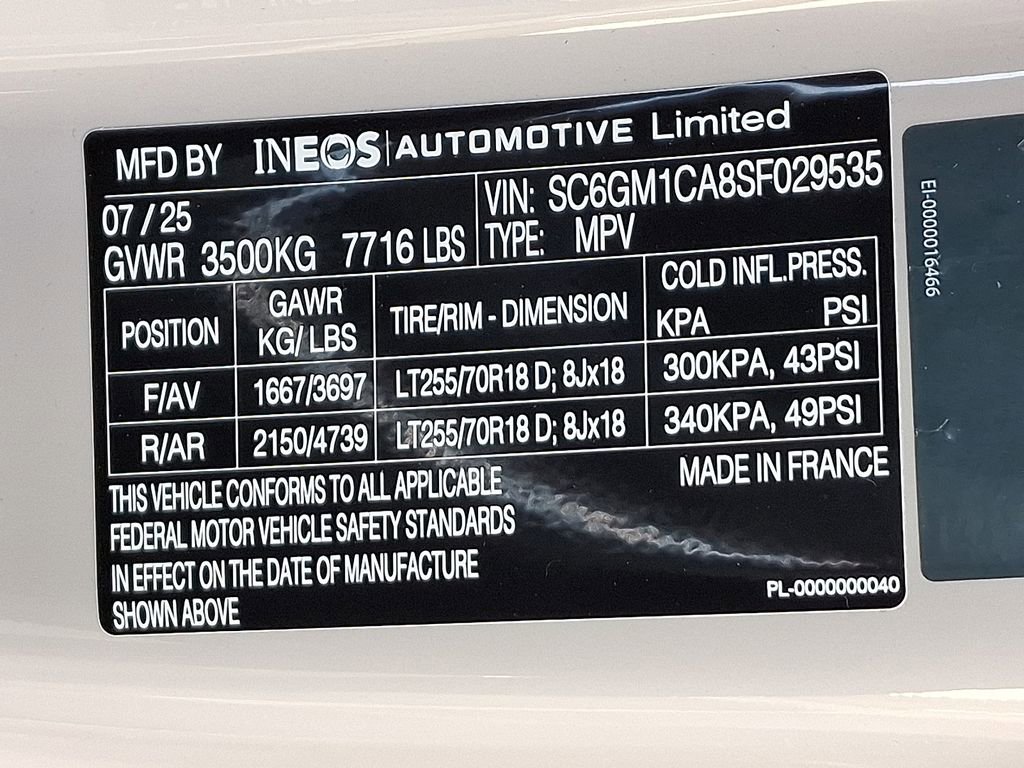 MFD BY INEOS AUTOMOTIVE Limited
07 / 25
GVWR 3500KG 7716 LBS
VIN: SC6GM1CA8SF029535
TYPE: MPV
POSITION GAWR KG/ LBS TIRE/RIM - DIMENSION COLD INFL.PRESS. KPA PSI
F/AV 1667/3697 LT255/70R18 D; 8Jx18 300KPA, 43PSI
R/AR 2150/4739 LT255/70R18 D; 8Jx18 340KPA, 49PSI
MADE IN FRANCE
THIS VEHICLE CONFORMS TO ALL APPLICABLE
FEDERAL MOTOR VEHICLE SAFETY STANDARDS
IN EFFECT ON THE DATE OF MANUFACTURE
SHOWN ABOVE
PL-0000000040
EI-0000016466